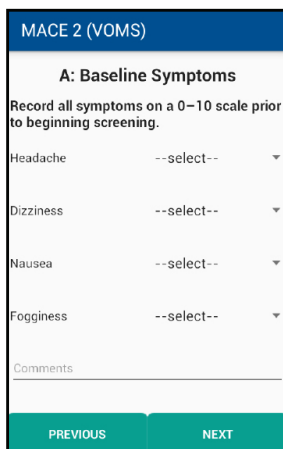 MACE 2 (VOMS)
A: Baseline Symptoms
Record all symptoms on a 0–10 scale prior
to beginning screening.
Headache --select--
Dizziness --select--
Nausea --select--
Fogginess --select--
Comments
PREVIOUS NEXT